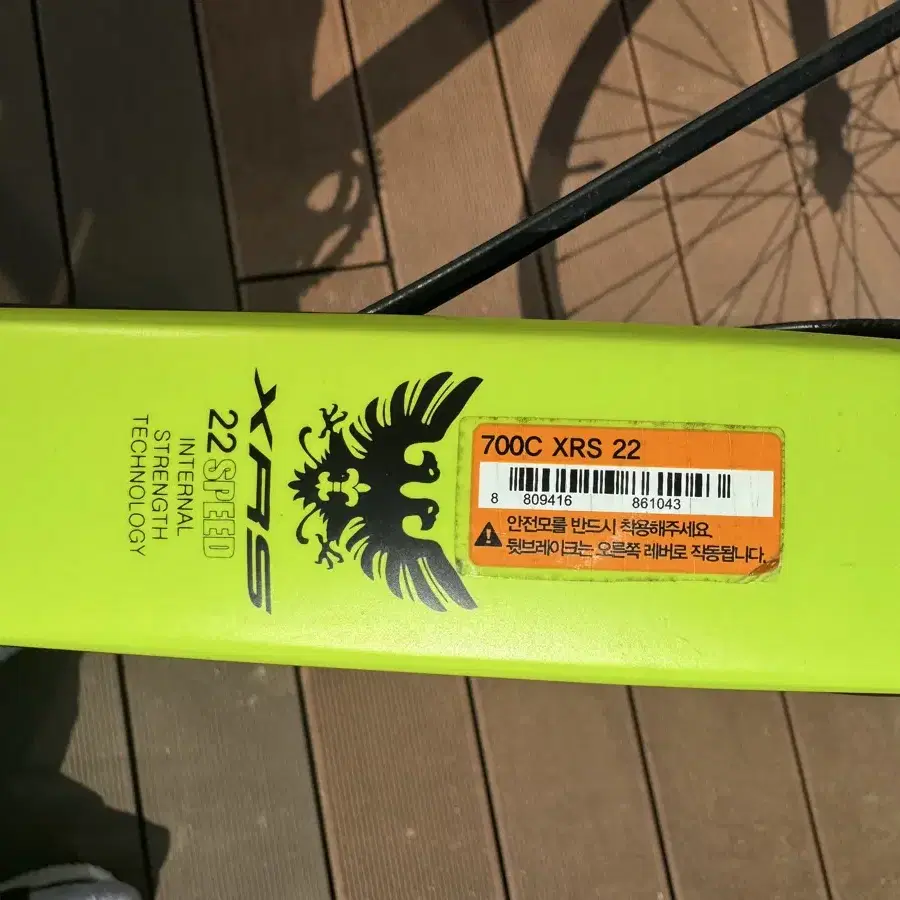 XRS
22 SPEED
INTERNAL
STRENGTH
TECHNOLOGY
700C XRS 22
8 809416 861043
안전모를 반드시 착용해주세요.
뒷브레이크는 오른쪽 레버로 작동됩니다.